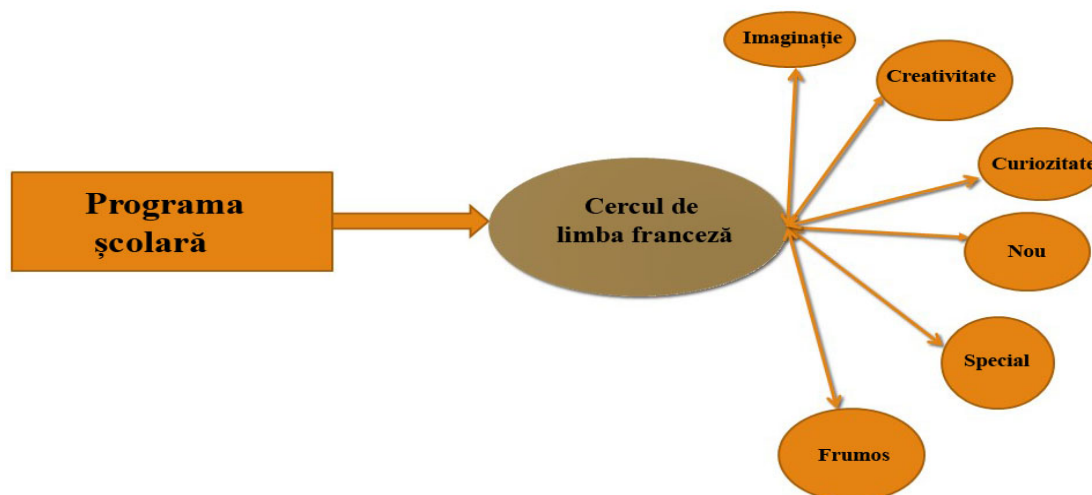 Programa
școlară
Cercul de
limba franceză
Imaginație
Creativitate
Curiozitate
Nou
Special
Frumos